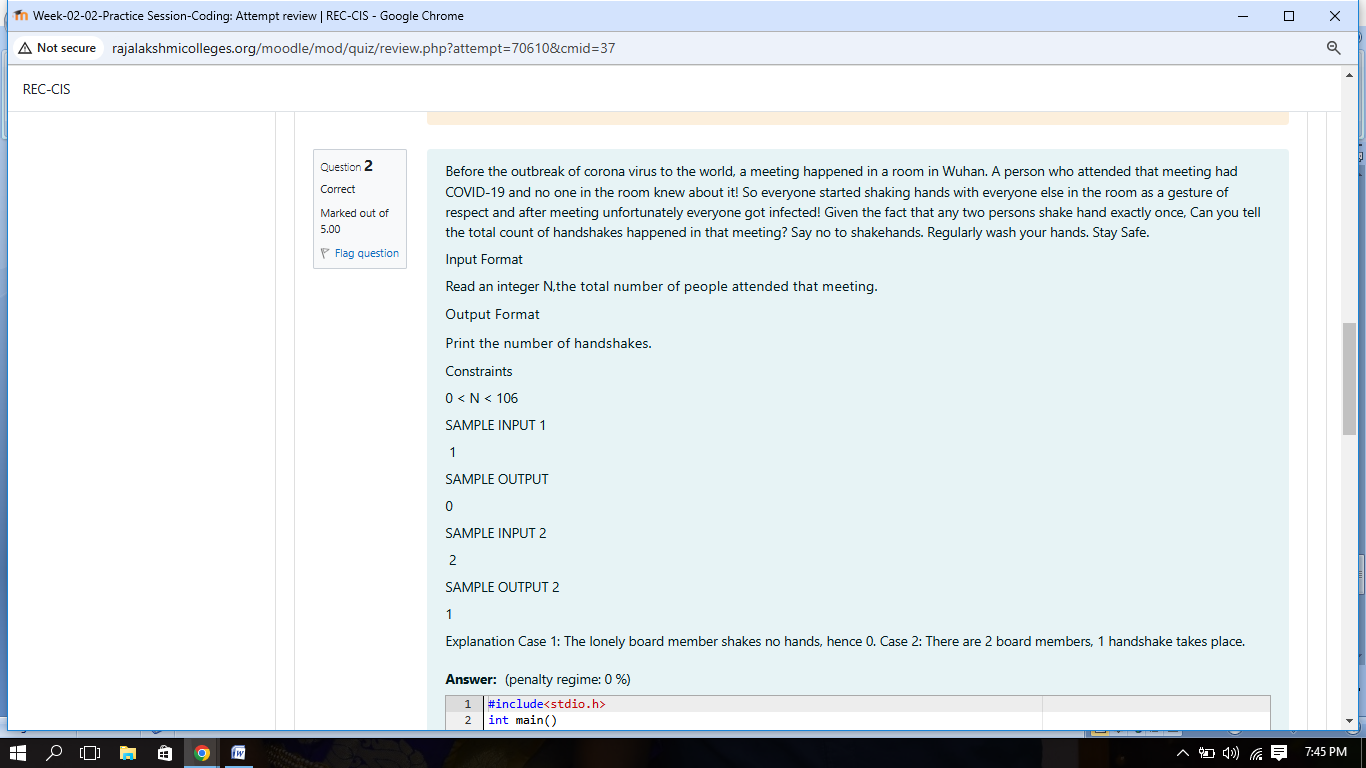 Week-02-02-Practice Session-Coding: Attempt review | REC-CIS - Google Chrome
Not secure rajalakshmicolleges.org/moodle/mod/quiz/review.php?attempt=70610&cmid=37
REC-CIS
Question 2
Correct
Marked out of
5.00
Flag question
Before the outbreak of corona virus to the world, a meeting happened in a room in Wuhan. A person who attended that meeting had
COVID-19 and no one in the room knew about it! So everyone started shaking hands with everyone else in the room as a gesture of
respect and after meeting unfortunately everyone got infected! Given the fact that any two persons shake hand exactly once, Can you tell
the total count of handshakes happened in that meeting? Say no to shakehands. Regularly wash your hands. Stay Safe.
Input Format
Read an integer N,the total number of people attended that meeting.
Output Format
Print the number of handshakes.
Constraints
0 < N < 106
SAMPLE INPUT 1
1
SAMPLE OUTPUT
0
SAMPLE INPUT 2
2
SAMPLE OUTPUT 2
1
Explanation Case 1: The lonely board member shakes no hands, hence 0. Case 2: There are 2 board members, 1 handshake takes place.
Answer: (penalty regime: 0 %)
1 #include<stdio.h>
2 int main()
7:45 PM